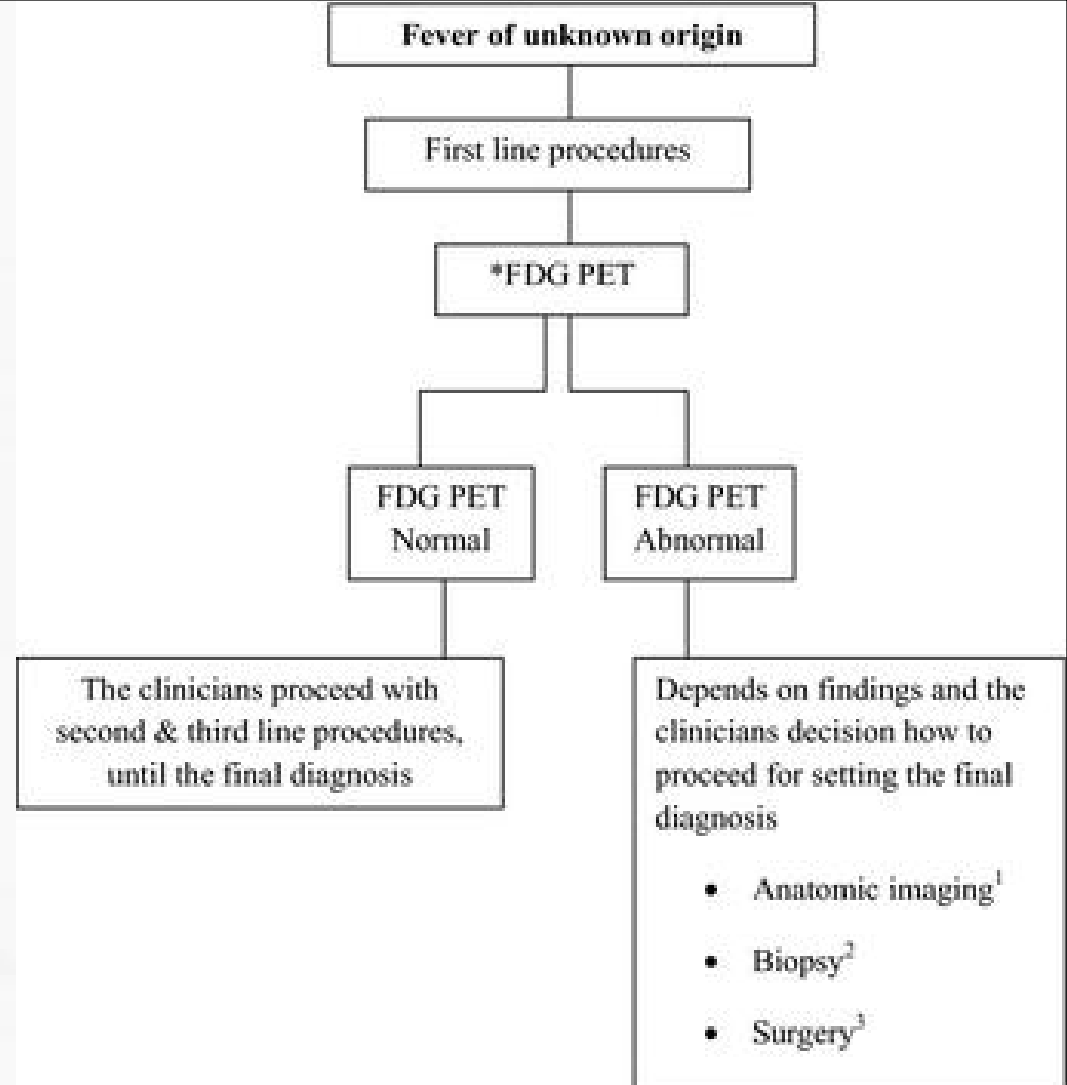 Fever of unknown origin
First line procedures
*FDG PET
FDG PET
Normal
FDG PET
Abnormal
The clinicians proceed with
second & third line procedures,
until the final diagnosis
Depends on findings and the
clinicians decision how to
proceed for setting the final
diagnosis
• Anatomic imaging¹
• Biopsy²
• Surgery³